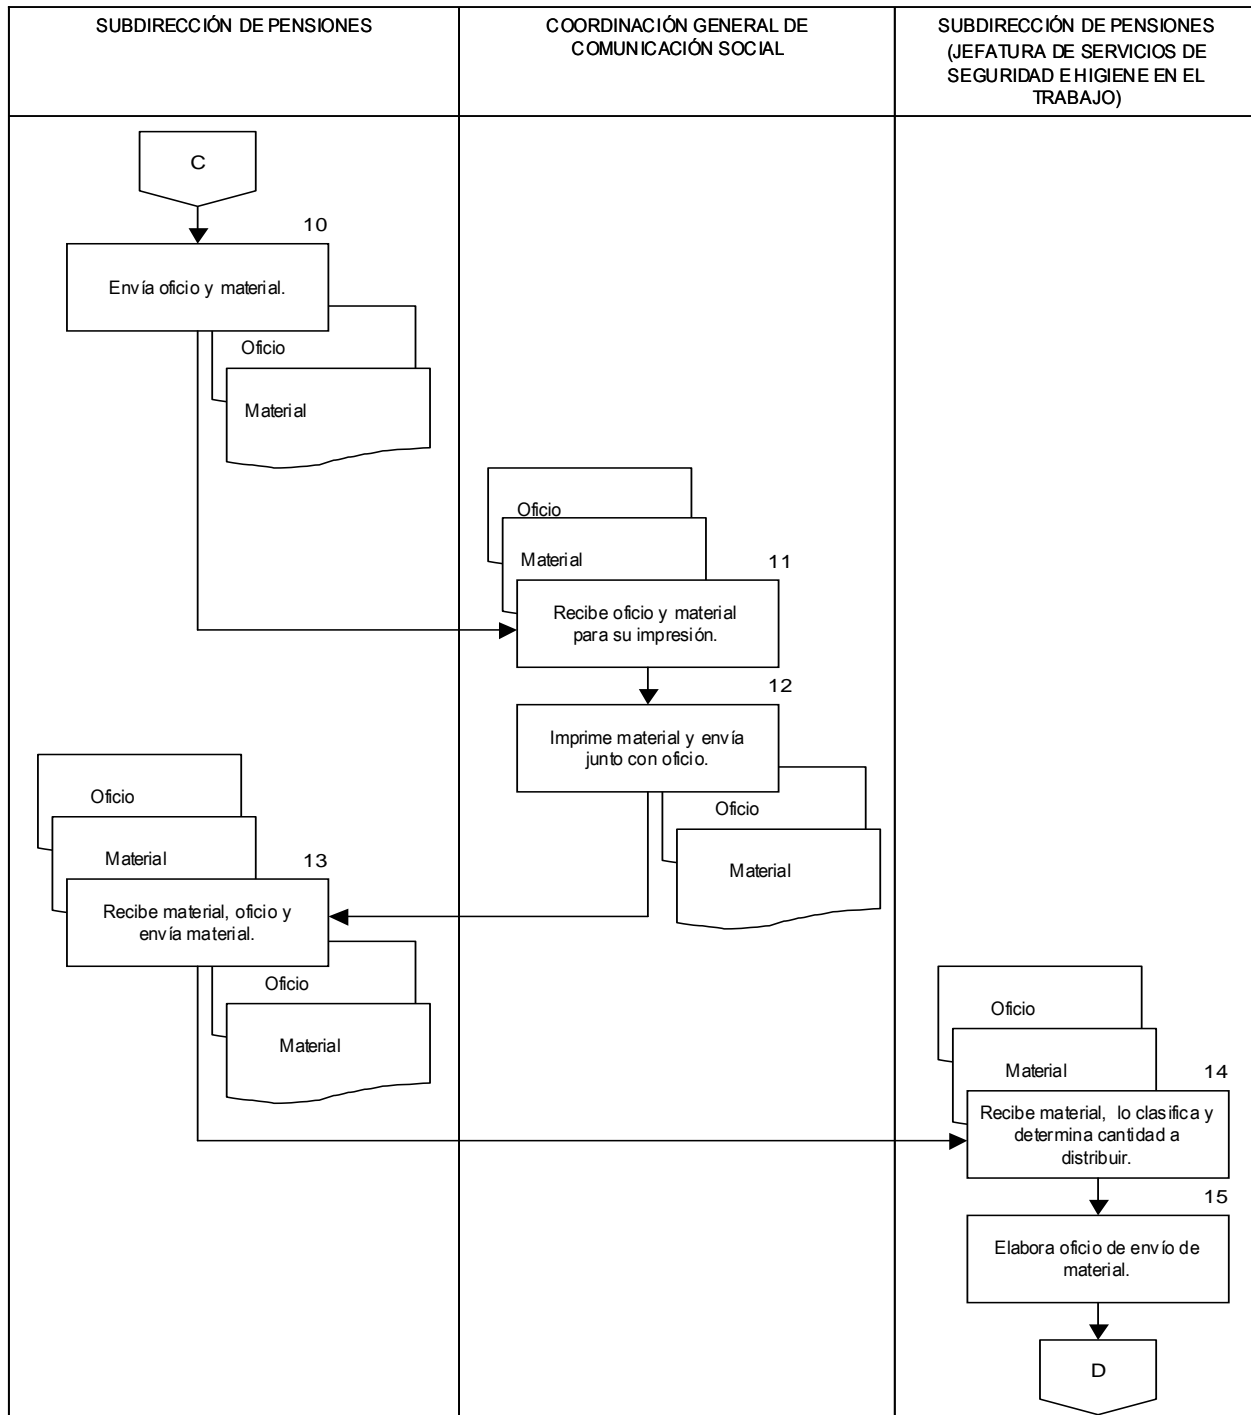 SUBDIRECCIÓN DE PENSIONES
COORDINACIÓN GENERAL DE
COMUNICACIÓN SOCIAL
SUBDIRECCIÓN DE PENSIONES
(JEFATURA DE SERVICIOS DE
SEGURIDAD E HIGIENE EN EL
TRABAJO)
C
10
Envía oficio y material.
Oficio
Material
Oficio
Material
11
Recibe oficio y material
para su impresión.
12
Imprime material y envía
junto con oficio.
Oficio
Material
Oficio
Material
13
Recibe material, oficio y
envía material.
Oficio
Material
Oficio
Material
14
Recibe material, lo clasifica y
determina cantidad a
distribuir.
15
Elabora oficio de envío de
material.
D